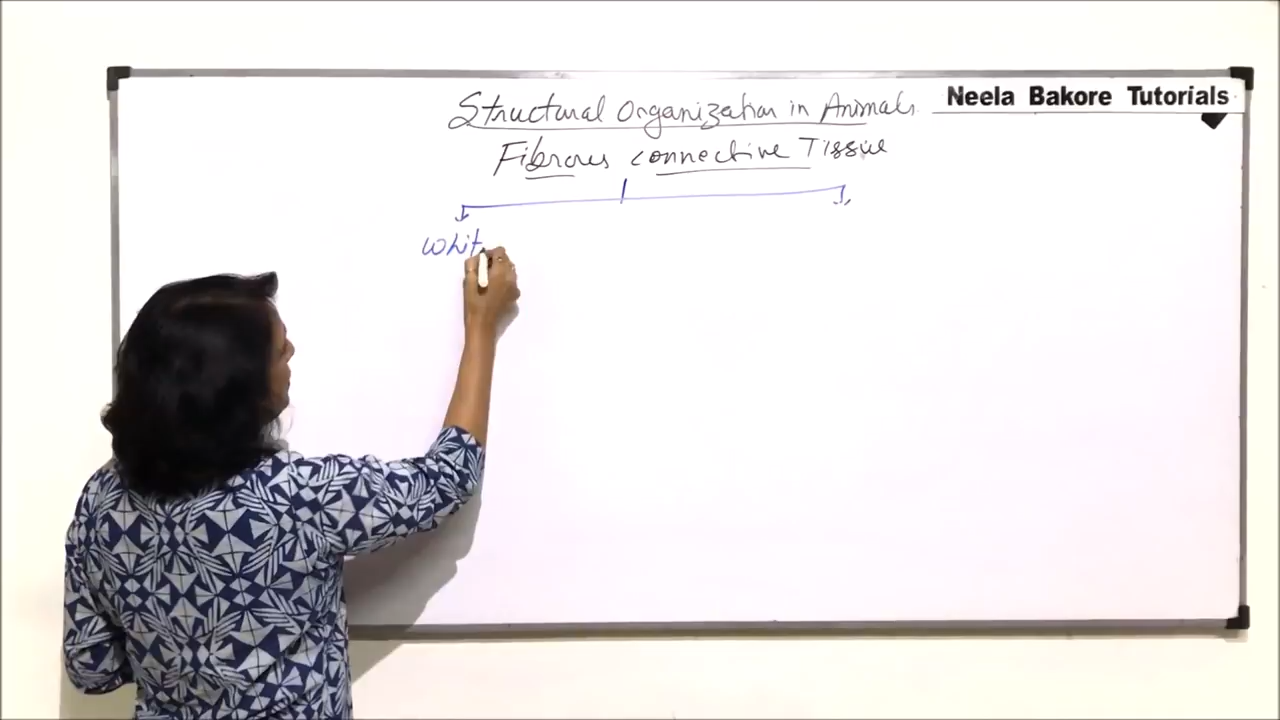 Structural Organization in Animals
Neela Bakore Tutorials
Fibrous connective Tissue
Whit